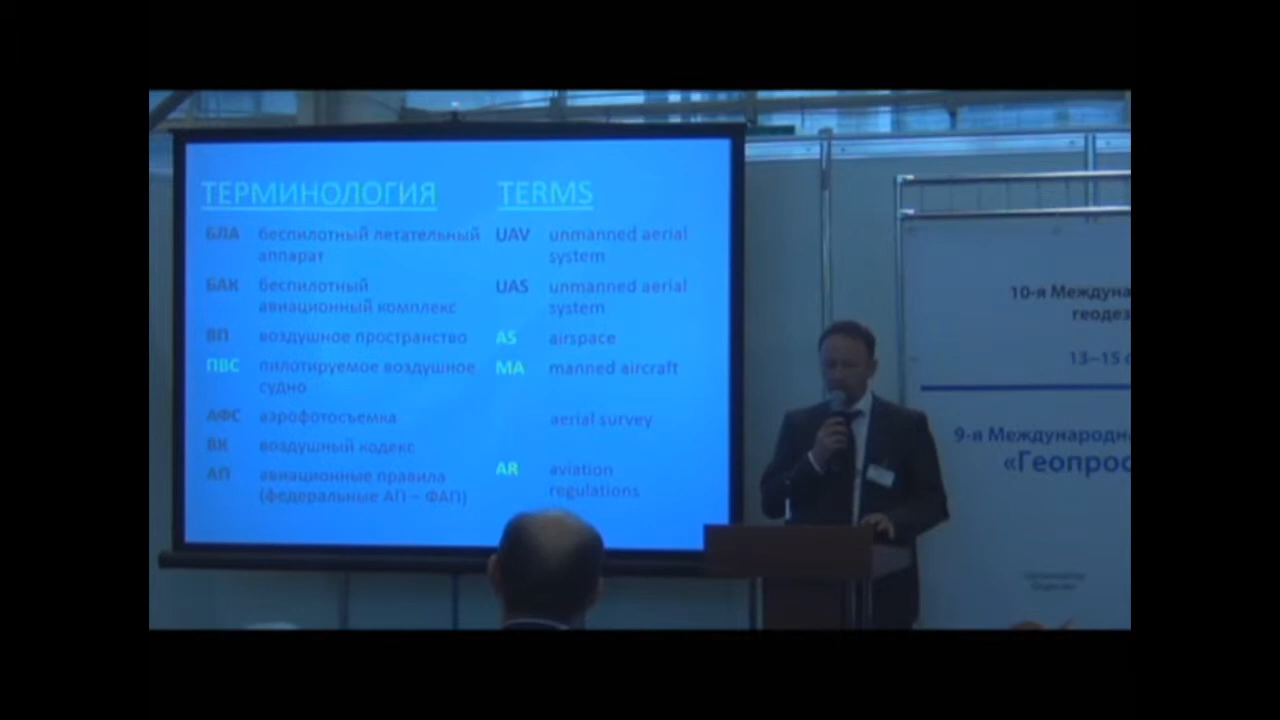 ТЕРМИНОЛОГИЯ TERMS
БЛА беспилотный летательный UAV unmanned aerial
аппарат system
БАК беспилотный UAS unmanned aerial
авиационный комплекс system
ВП воздушное пространство AS airspace
ПВС пилотируемое воздушное MA manned aircraft
судно
АФС аэрофотосъемка aerial survey
ВК воздушный кодекс
АП авиационные правила AR aviation
(федеральные АП – ФАП) regulations
10-я Междуна
геодез
13–15
9-я Международн
«Геопрос